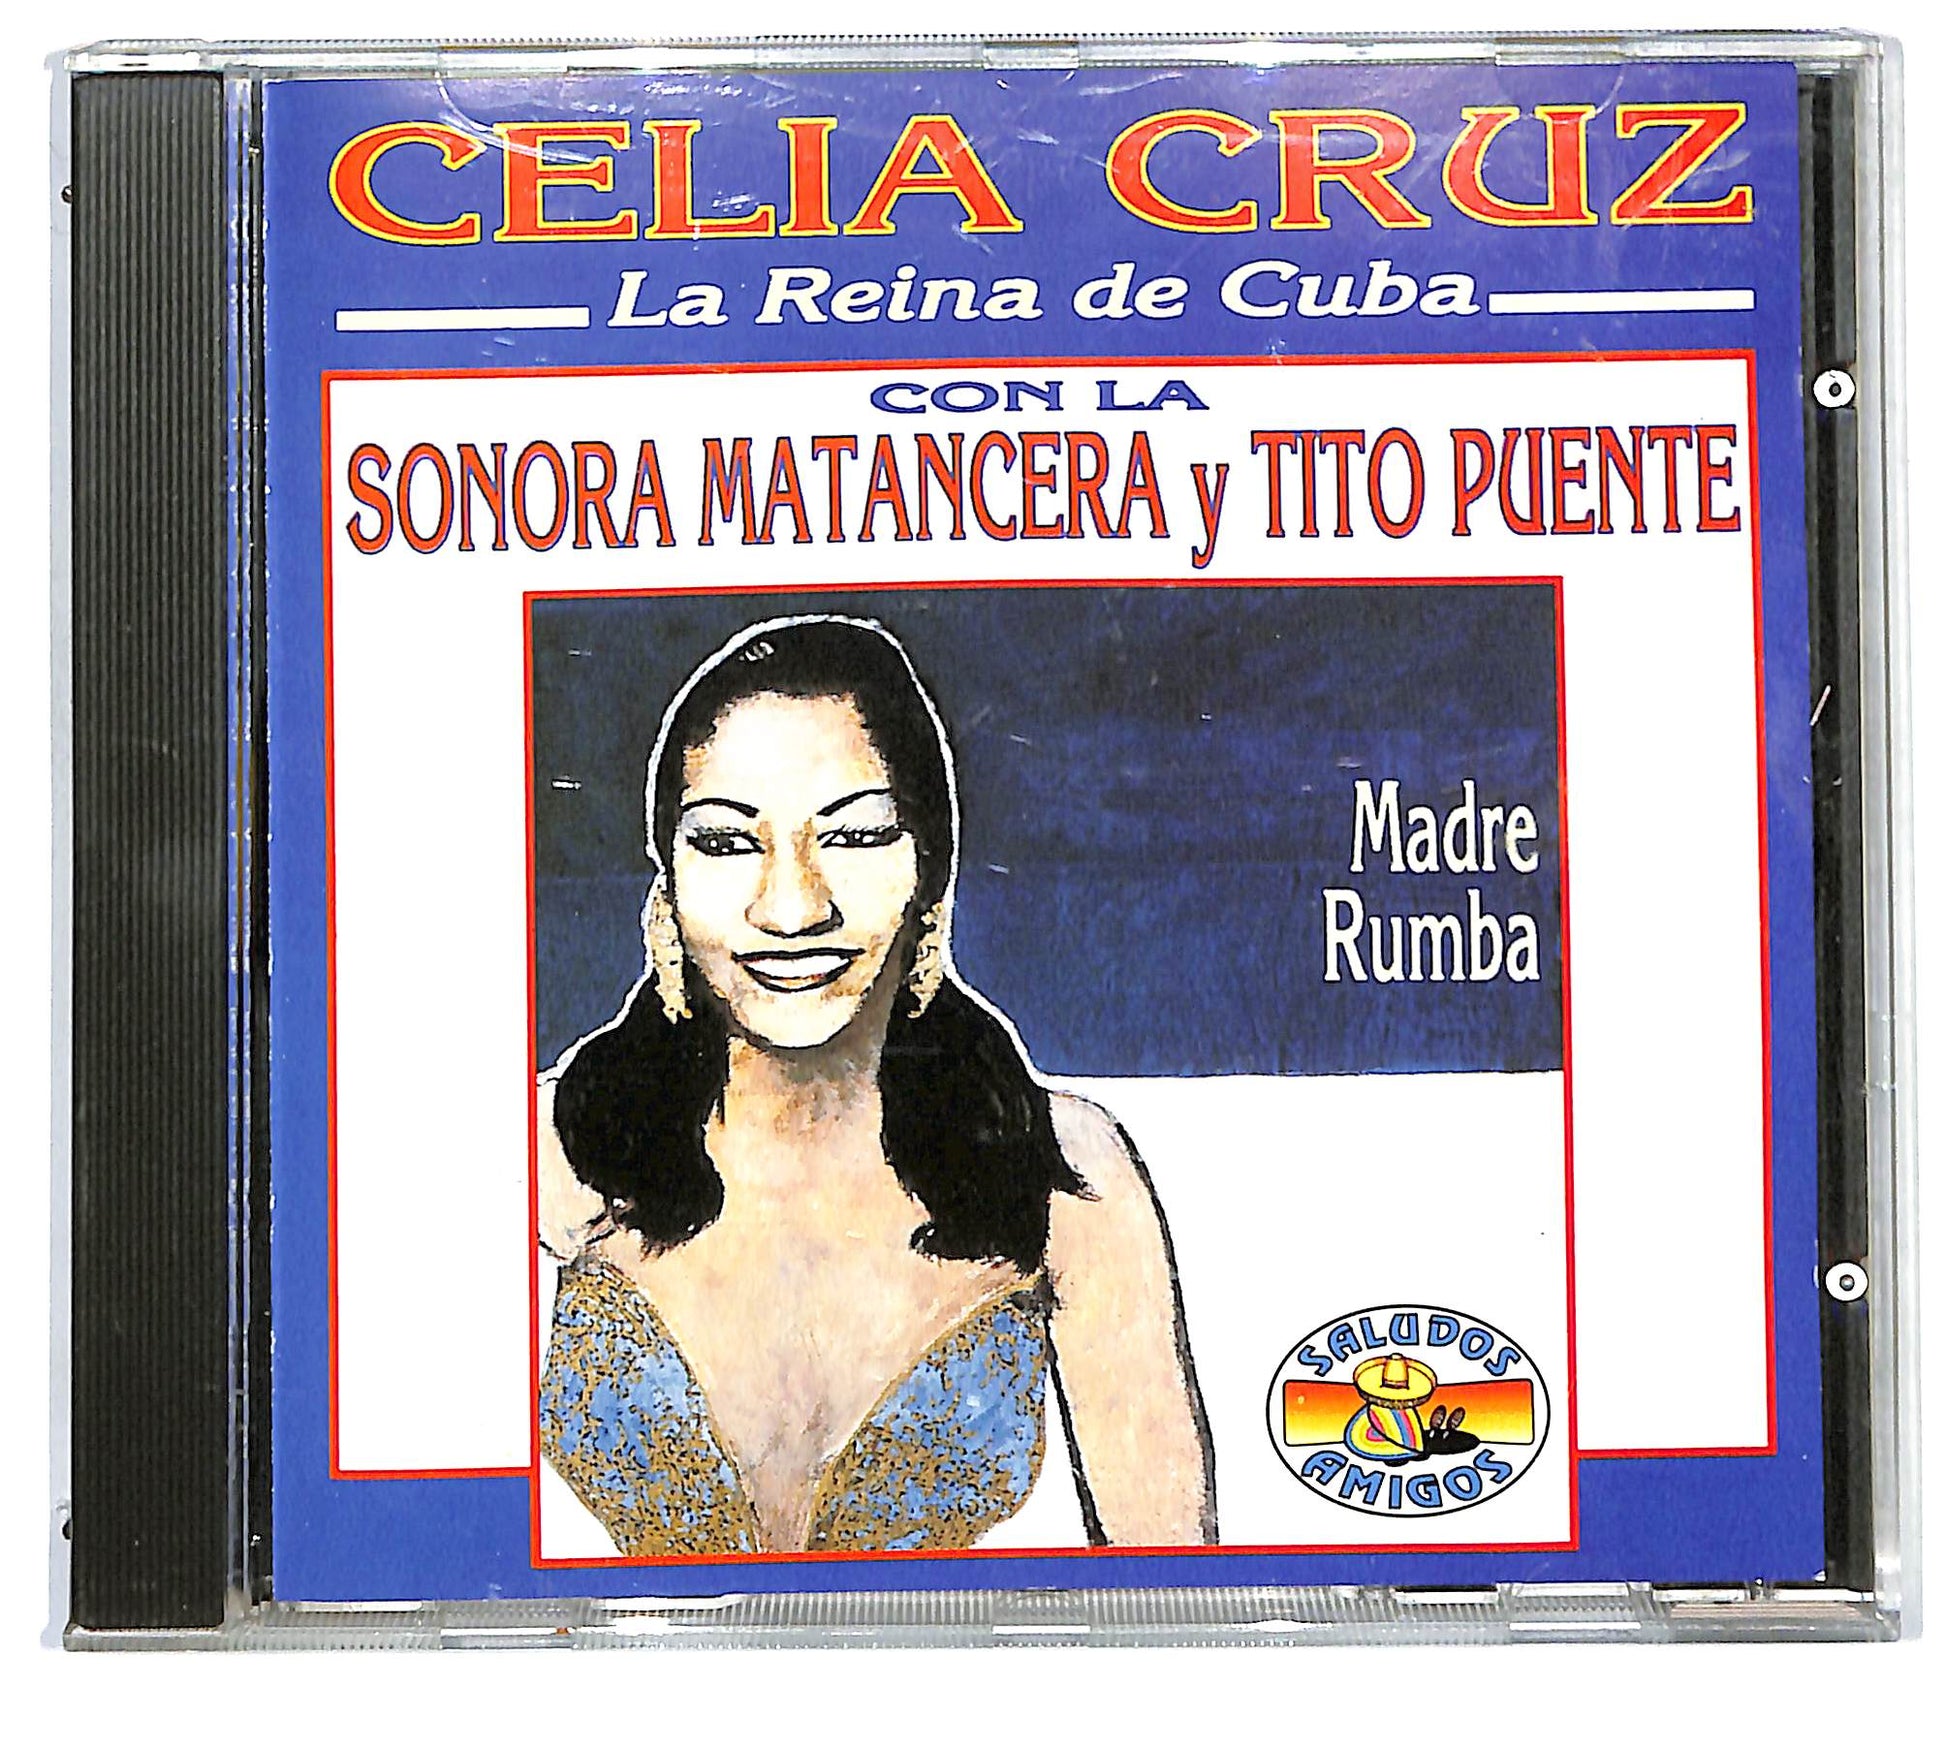 CELIA CRUZ
La Reina de Cuba
CON LA
SONORA MATANCERA y TITO PUENTE
Madre
Rumba
SALUDOS
AMIGOS